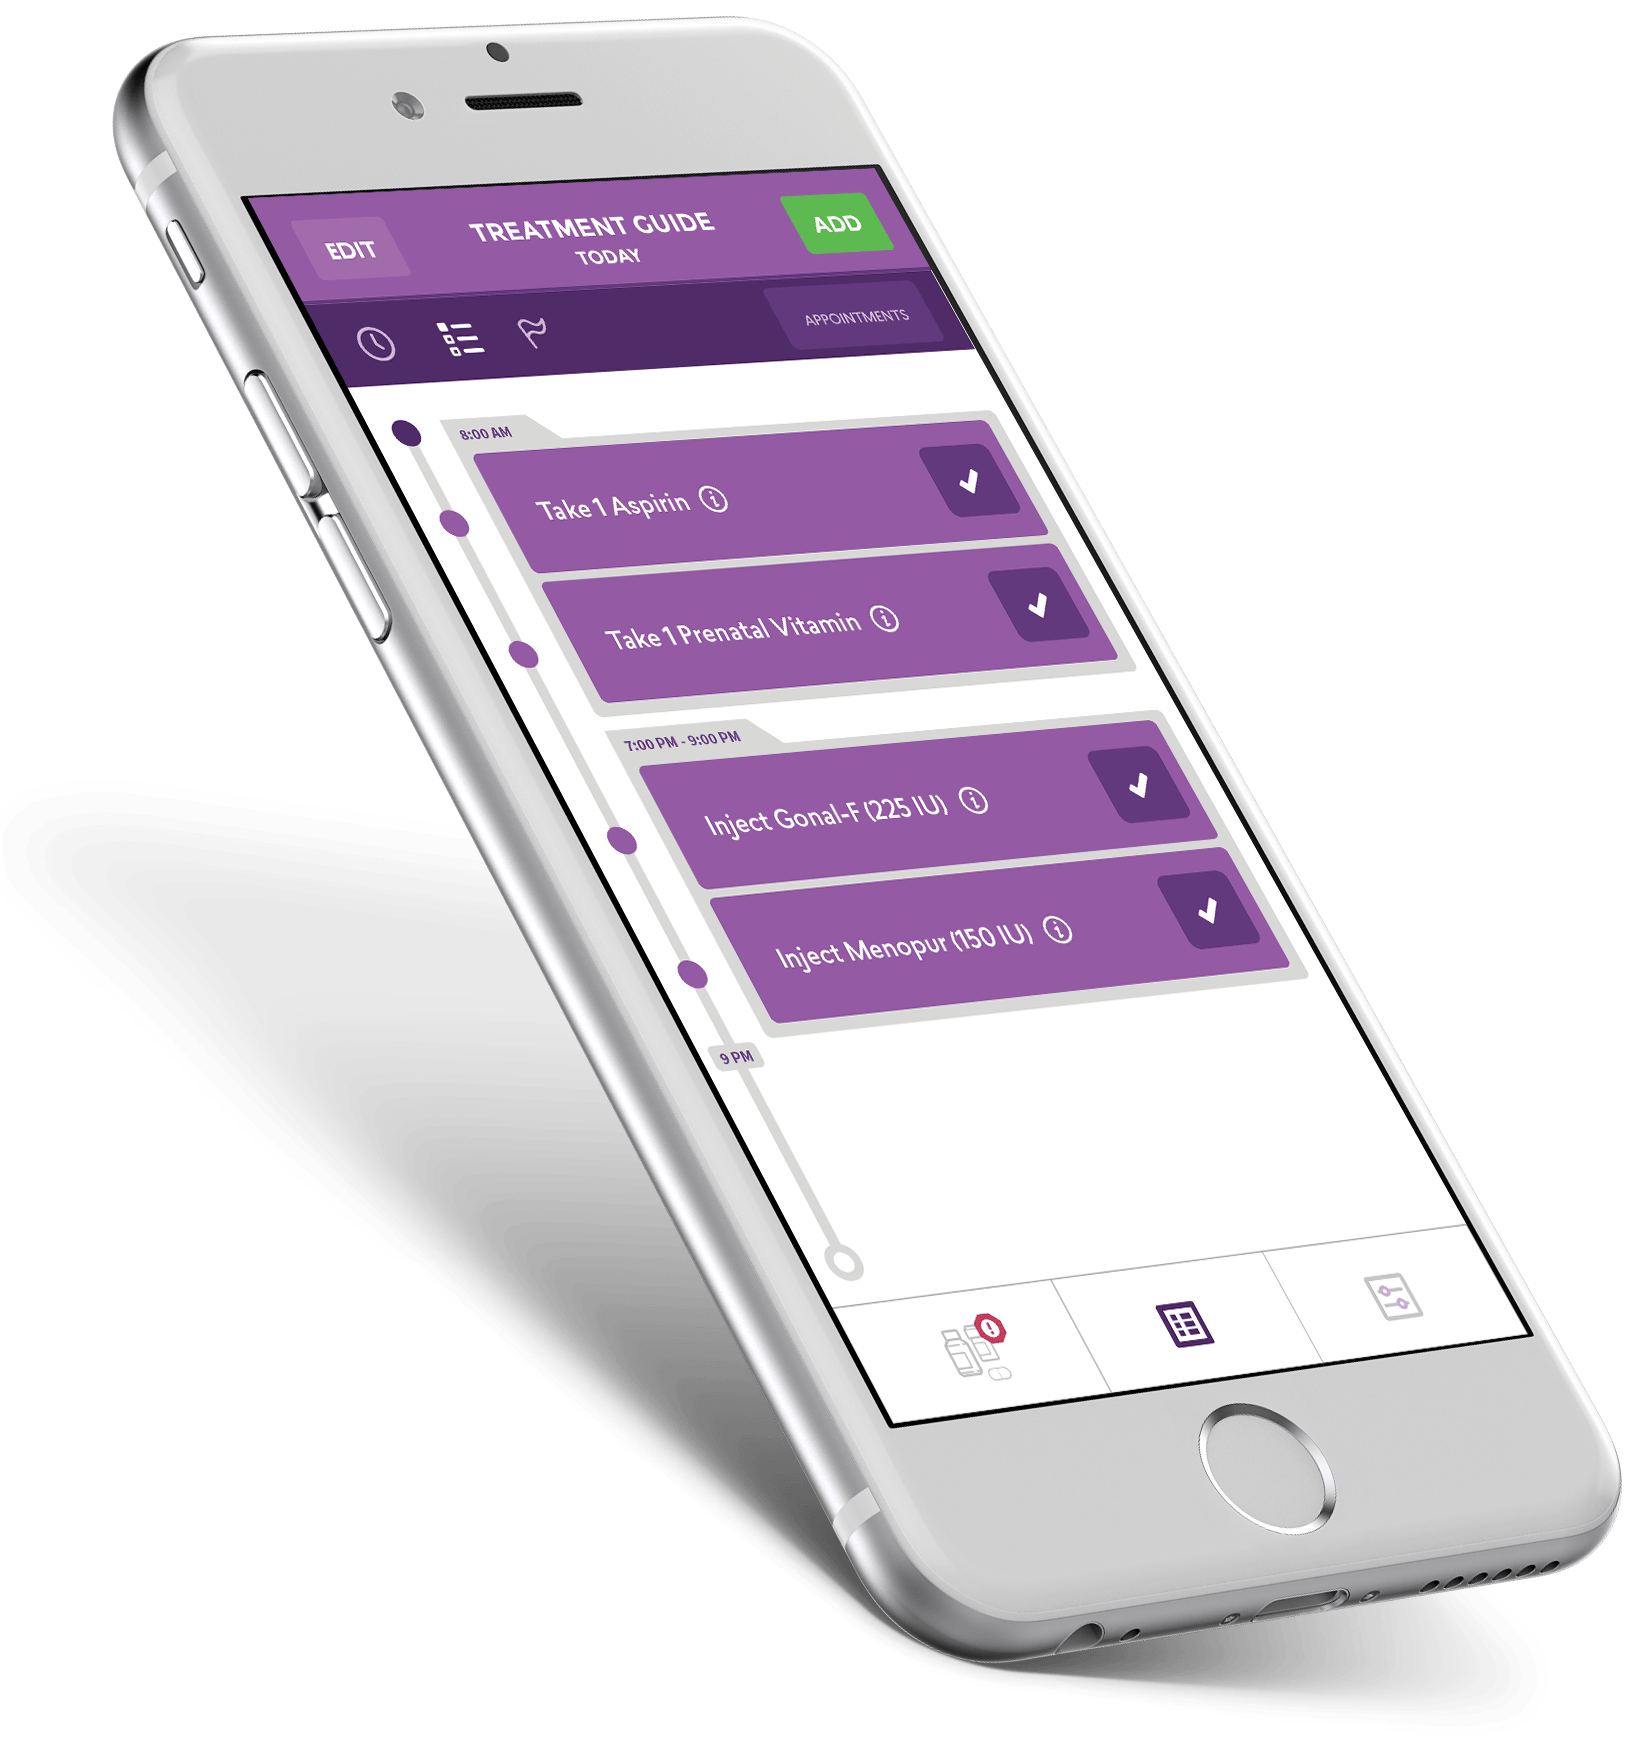 EDIT
TREATMENT GUIDE
TODAY
ADD
APPOINTMENTS
8:00 AM
Take 1 Aspirin
Take 1 Prenatal Vitamin
7:00 PM - 9:00 PM
Inject Gonal-F (225 IU)
Inject Menopur (150 IU)
9 PM